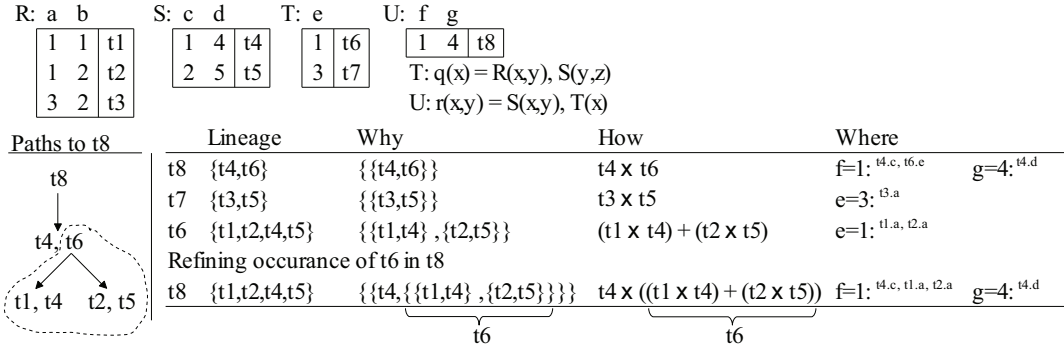 R: a b S: c d T: e U: f g
1 1 t1 1 4 t4 1 t6 1 4 t8
1 2 t2 2 5 t5 3 t7
3 2 t3
T: q(x) = R(x,y), S(y,z)
U: r(x,y) = S(x,y), T(x)
Paths to t8
t8
t4, t6
t1, t4 t2, t5
Lineage Why How Where
t8 {t4,t6} {{t4,t6}} t4 x t6 f=1: t4.c, t6.e g=4: t4.d
t7 {t3,t5} {{t3,t5}} t3 x t5 e=3: t3.a
t6 {t1,t2,t4,t5} {{t1,t4} ,{t2,t5}} (t1 x t4) + (t2 x t5) e=1: t1.a, t2.a
Refining occurance of t6 in t8
t8 {t1,t2,t4,t5} {{t4,{{t1,t4} ,{t2,t5}}}} t4 x ((t1 x t4) + (t2 x t5)) f=1: t4.c, t1.a, t2.a g=4: t4.d
t6 t6